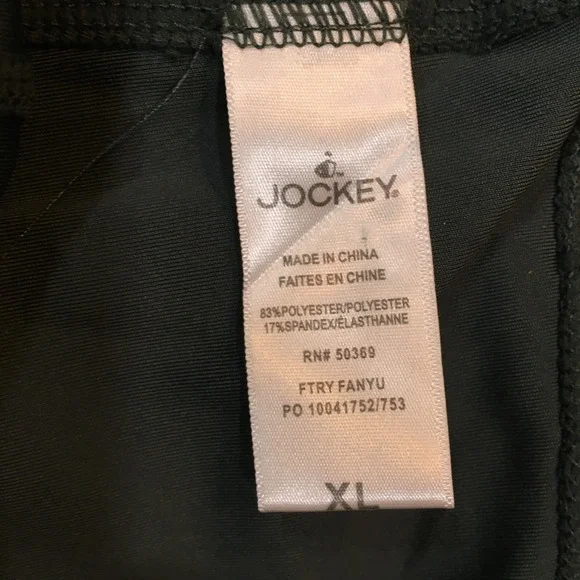 JOCKEY®
MADE IN CHINA
FAITES EN CHINE
83%POLYESTER/POLYESTER
17%SPANDEX/ÉLASTHANNE
RN# 50369
FTRY FANYU
PO 10041752/753
XL